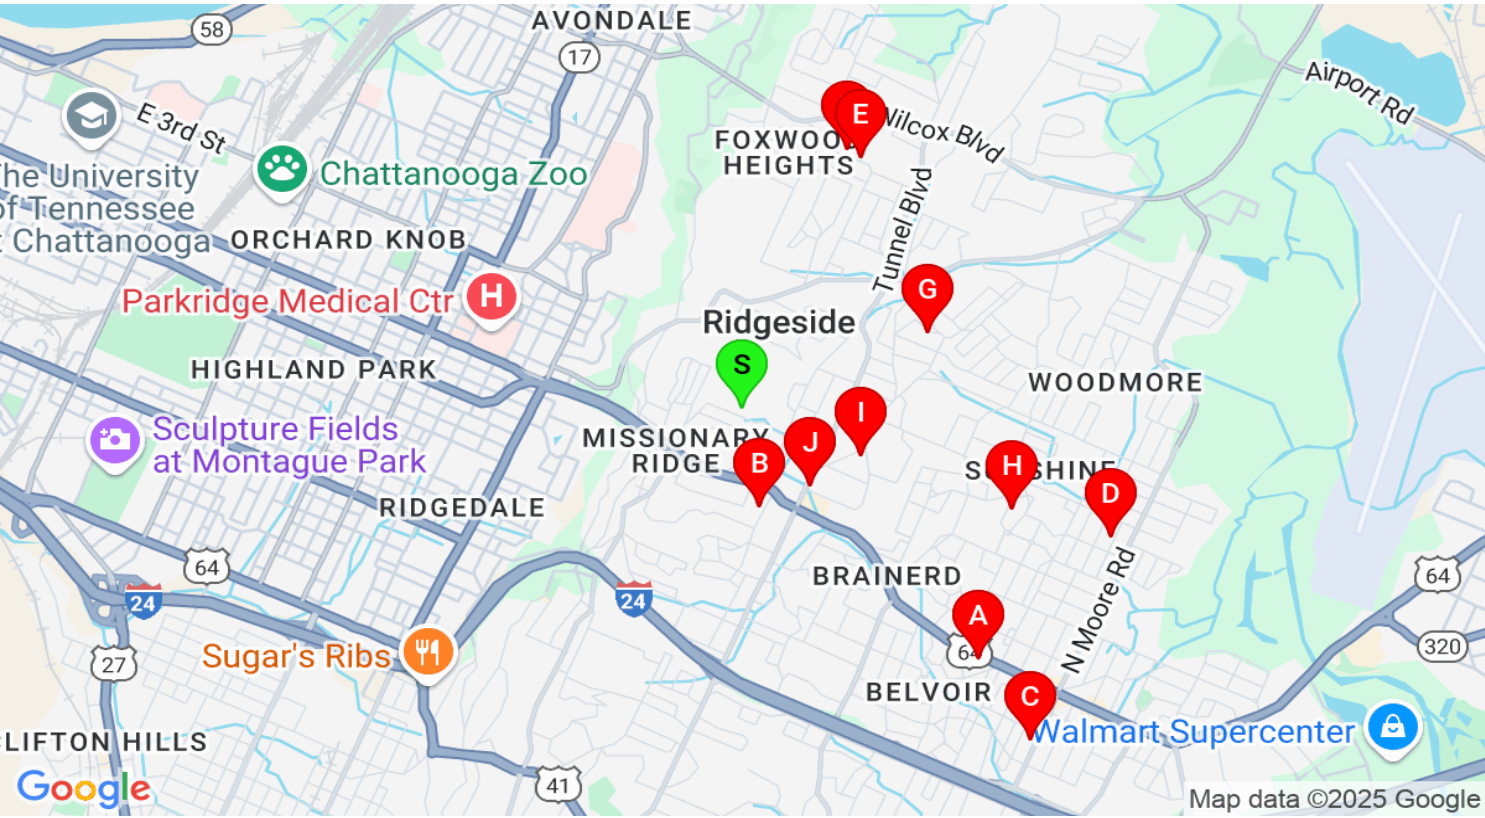 AVONDALE
58
17
Airport Rd
E 3rd St
E
Wilcox Blvd
FOXWOOD
HEIGHTS
Chattanooga Zoo
The University
of Tennessee
t Chattanooga
Tunnel Blvd
ORCHARD KNOB
G
Parkridge Medical Ctr
H
Ridgeside
S
HIGHLAND PARK
WOODMORE
I
Sculpture Fields
at Montague Park
MISSIONARY
RIDGE
J
B
H
D
RIDGEDALE
64
24
24
BRAINERD
64
N Moore Rd
A
64
320
27
Sugar's Ribs
BELVOIR
C
Walmart Supercenter
CLIFTON HILLS
41
Google
Map data ©2025 Google